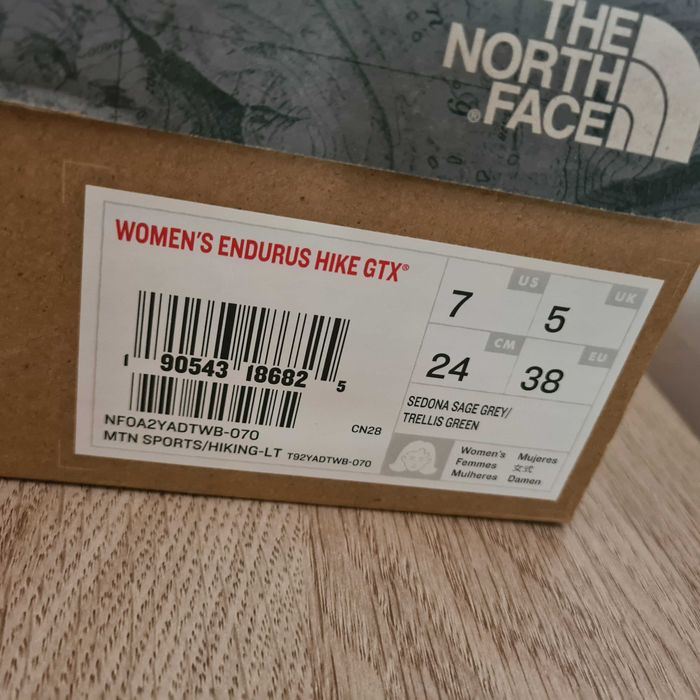 THE
NORTH
FACE
®
WOMEN'S ENDURUS HIKE GTX®
1 90543 18682 5
NF0A2YADTWB-070
CN28
MTN SPORTS/HIKING-LT T92YADTWB-070
7 US
5 UK
24 CM
38 EU
SEDONA SAGE GREY/
TRELLIS GREEN
Women's Mujeres
Femmes 女式
Mulheres Damen